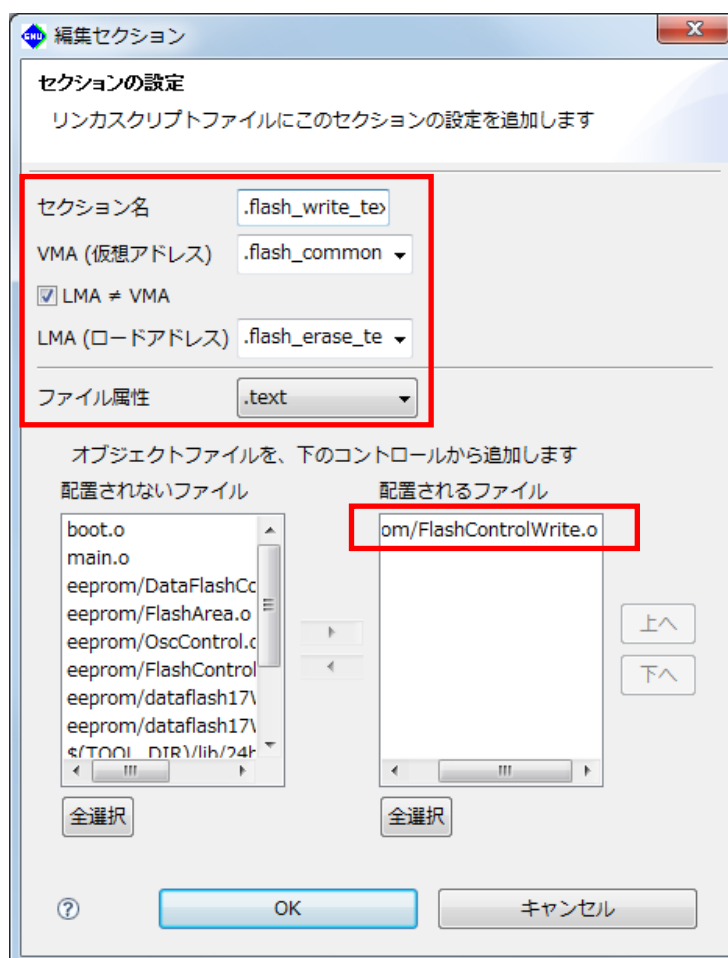 GNU 編集セクション
セクションの設定
リンカスクリプトファイルにこのセクションの設定を追加します
セクション名 .flash_write_te
VMA (仮想アドレス) .flash_common
LMA ≠ VMA
LMA (ロードアドレス) .flash_erase_te
ファイル属性 .text
オブジェクトファイルを、下のコントロールから追加します
配置されないファイル 配置されるファイル
boot.o om/FlashControlWrite.o
main.o
eeprom/DataFlashCo
eeprom/FlashArea.o
eeprom/OscControl.o
eeprom/FlashControl
eeprom/dataflash17
eeprom/dataflash17
$(TOOL_DIR)/lib/24b
上へ
下へ
全選択 全選択
? OK キャンセル